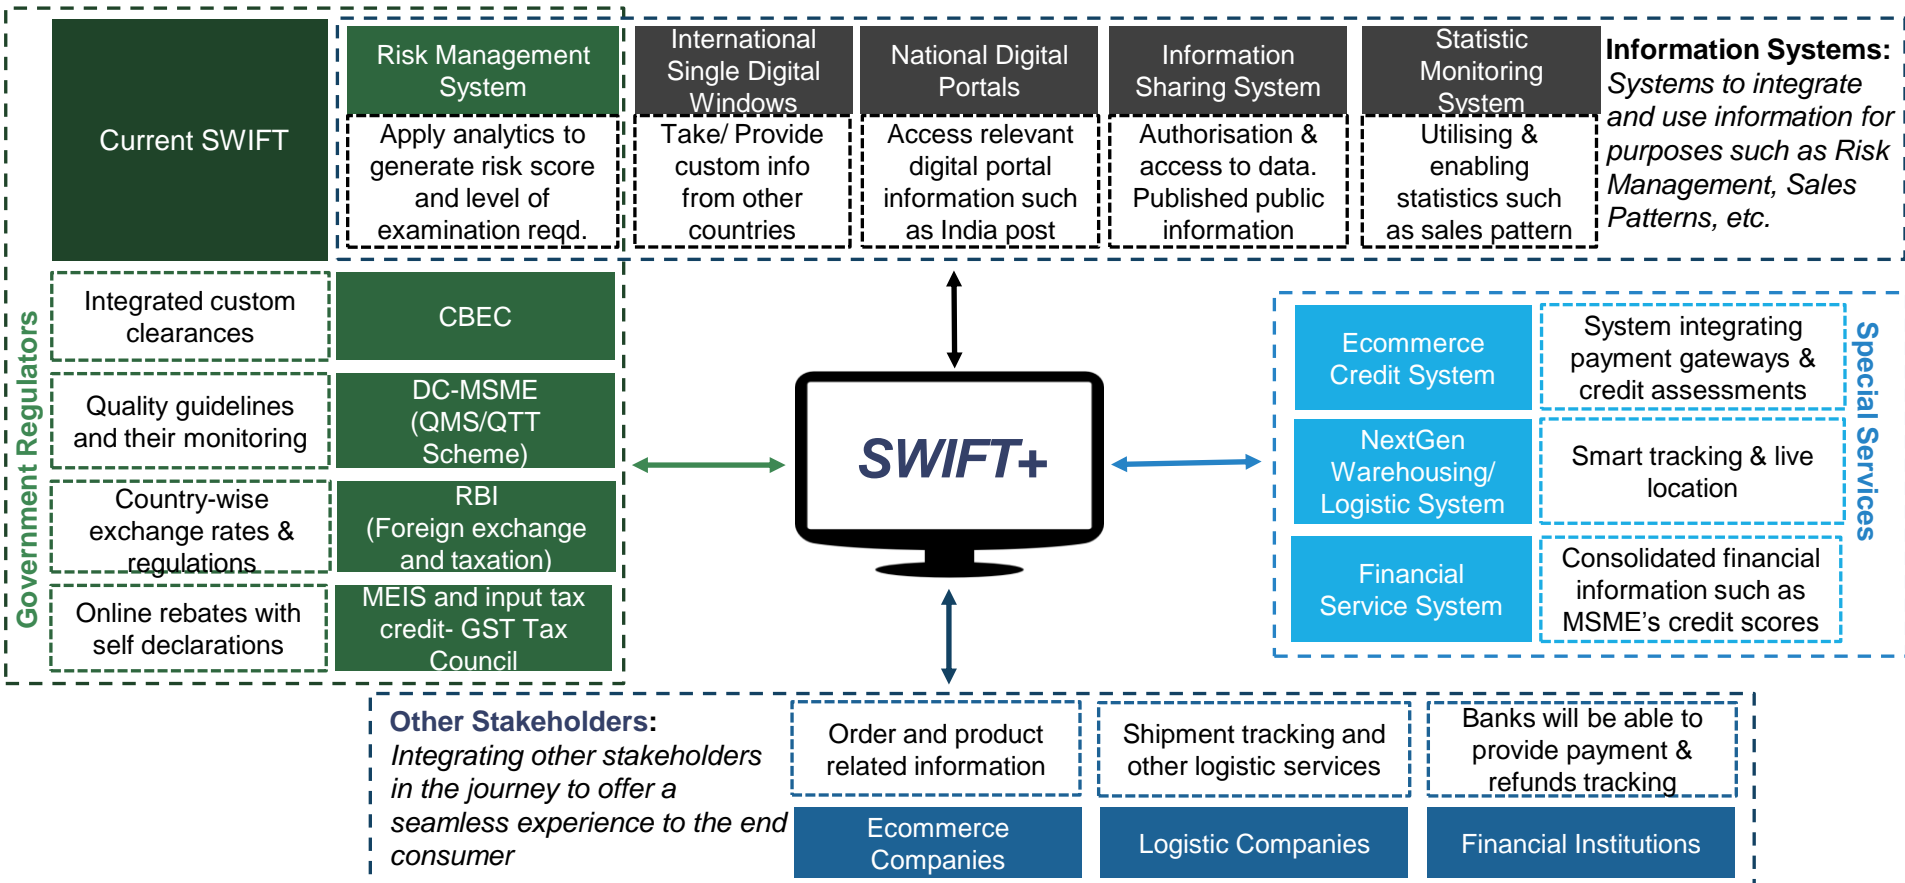 Current SWIFT
Risk Management
System
Apply analytics to
generate risk score
and level of
examination reqd.
International
Single Digital
Windows
Take/ Provide
custom info
from other
countries
National Digital
Portals
Access relevant
digital portal
information such
as India post
Information
Sharing System
Authorisation &
access to data.
Published public
information
Statistic
Monitoring
System
Utilising &
enabling
statistics such
as sales pattern
Information Systems:
Systems to integrate
and use information for
purposes such as Risk
Management, Sales
Patterns, etc.
Government Regulators
Integrated custom
clearances
CBEC
Quality guidelines
and their monitoring
DC-MSME
(QMS/QTT
Scheme)
Country-wise
exchange rates &
regulations
RBI
(Foreign exchange
and taxation)
Online rebates with
self declarations
MEIS and input tax
credit- GST Tax
Council
SWIFT+
Ecommerce
Credit System
System integrating
payment gateways &
credit assessments
NextGen
Warehousing/
Logistic System
Smart tracking & live
location
Financial
Service System
Consolidated financial
information such as
MSME's credit scores
Special Services
Other Stakeholders:
Integrating other stakeholders
in the journey to offer a
seamless experience to the end
consumer
Order and product
related information
Ecommerce
Companies
Shipment tracking and
other logistic services
Logistic Companies
Banks will be able to
provide payment &
refunds tracking
Financial Institutions